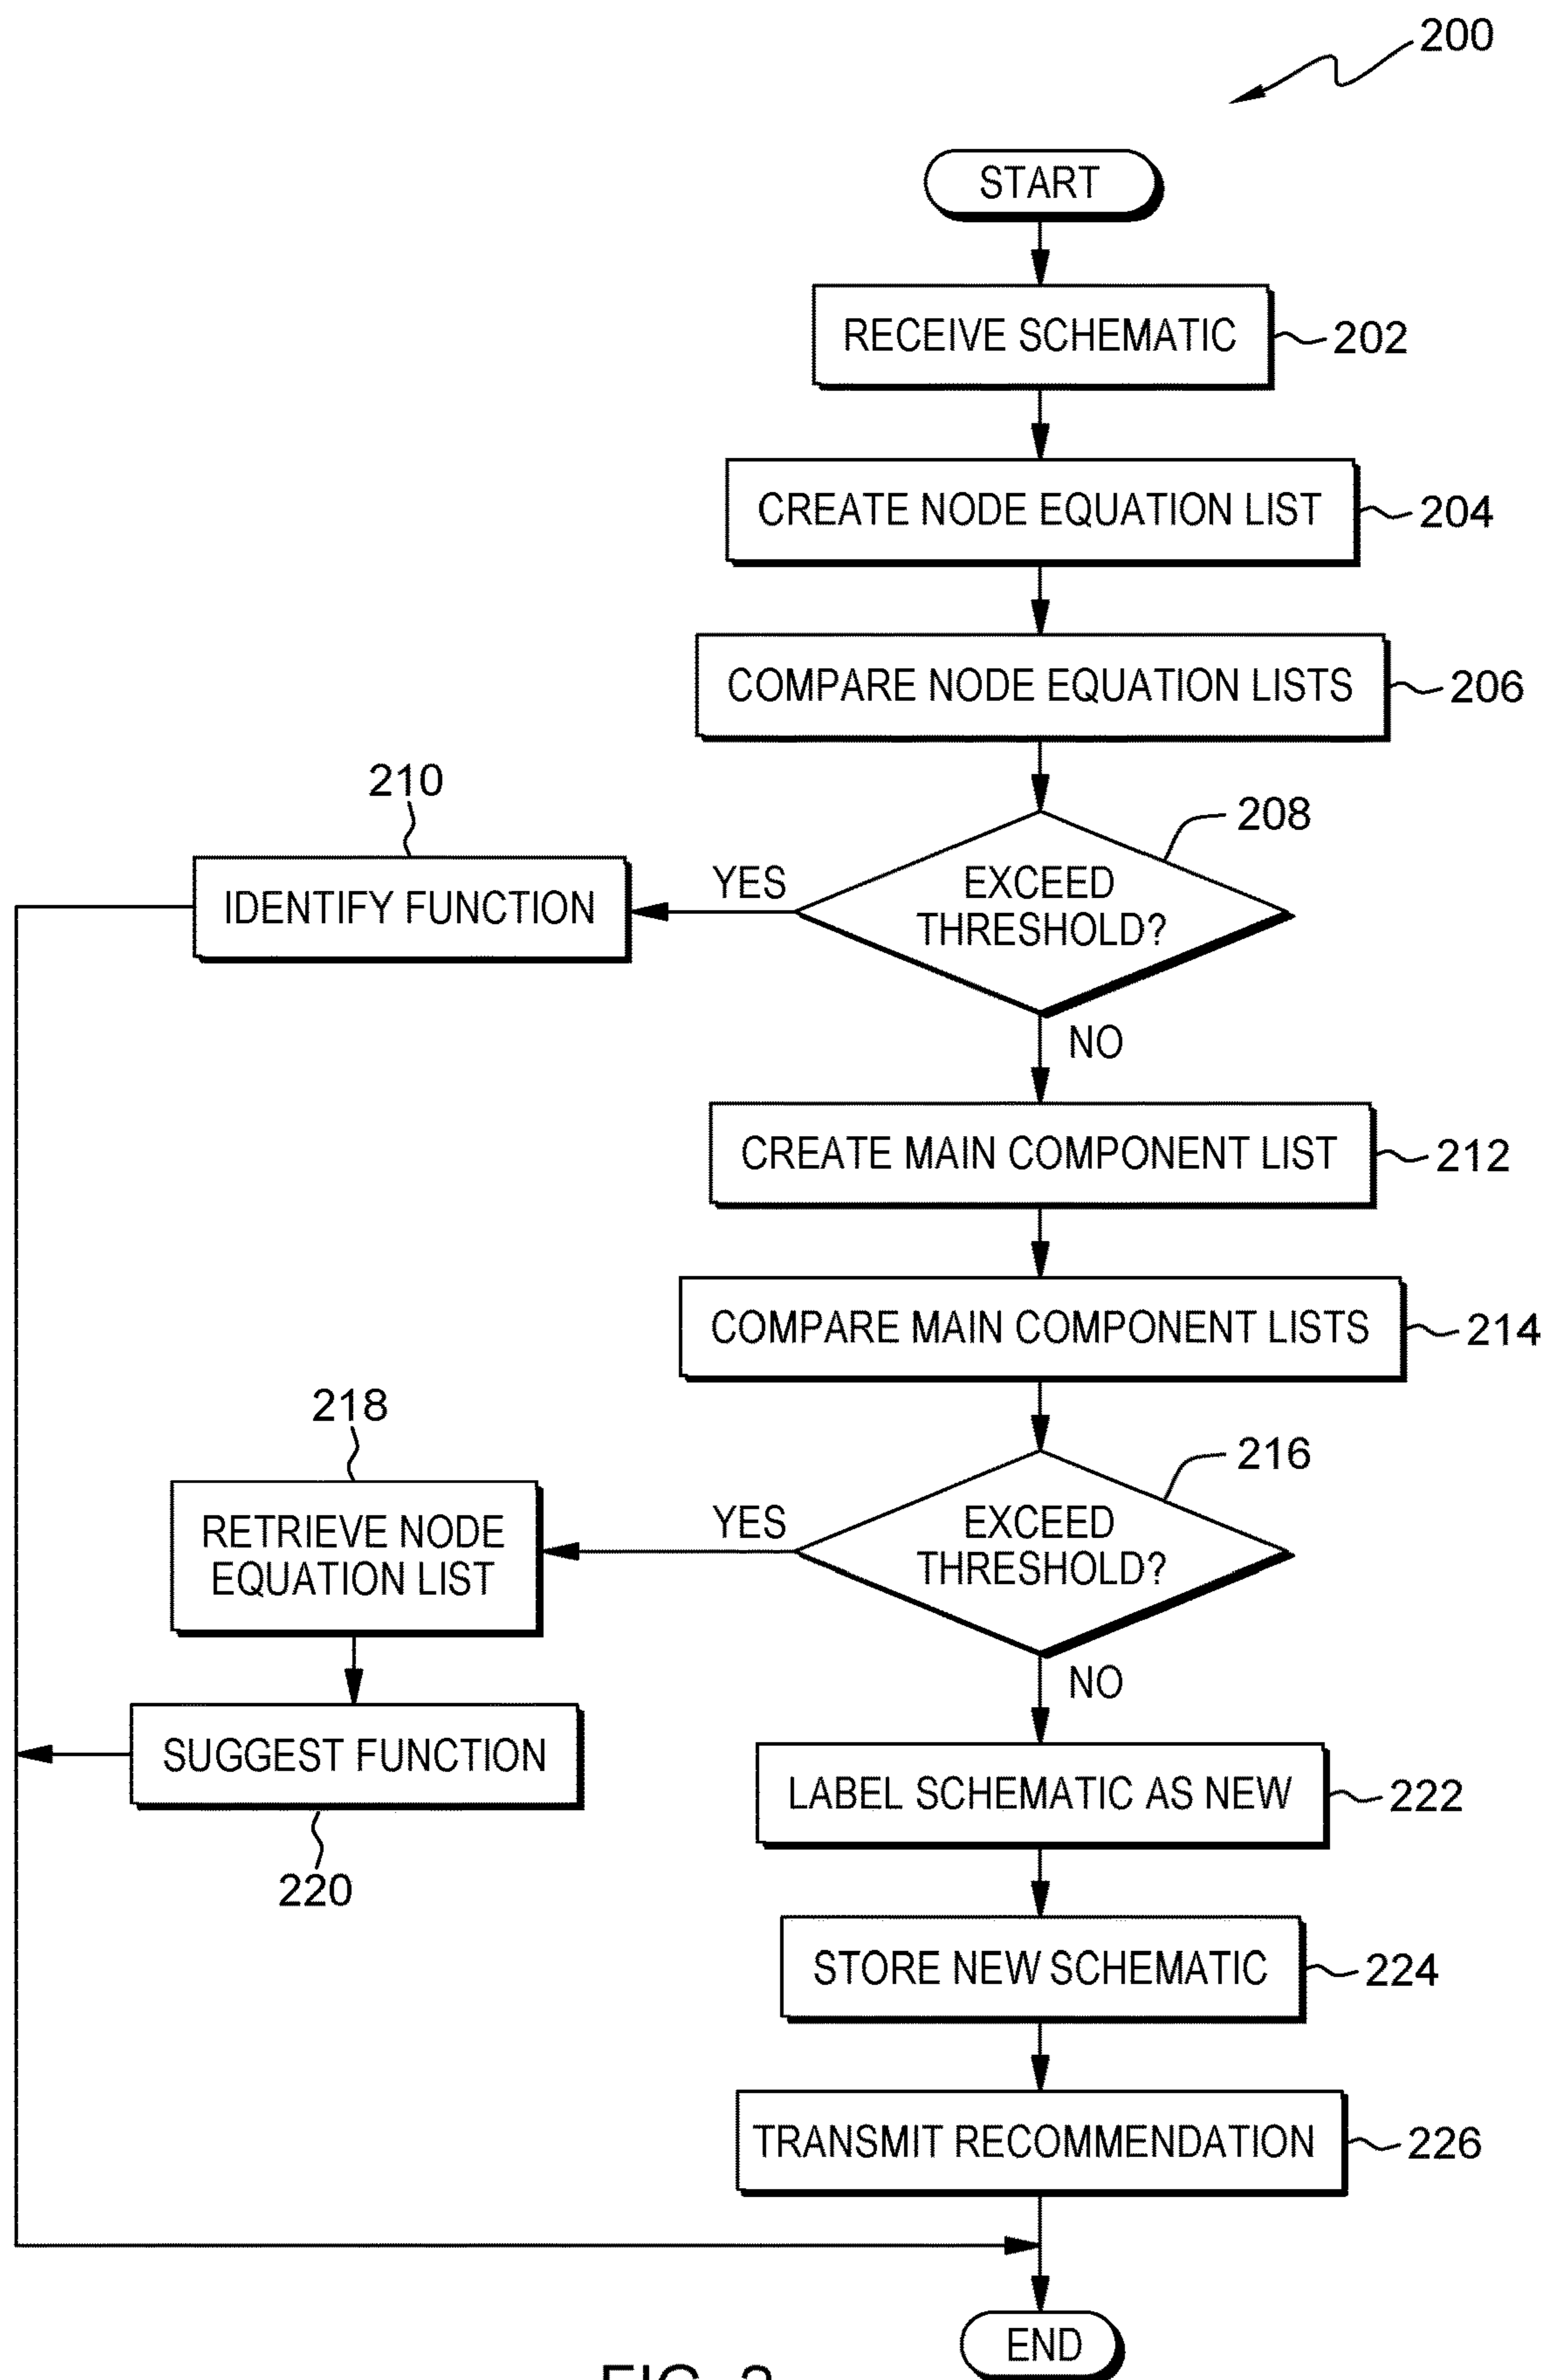 200
START
RECEIVE SCHEMATIC
202
CREATE NODE EQUATION LIST
204
COMPARE NODE EQUATION LISTS
206
210
208
IDENTIFY FUNCTION
YES
EXCEED
THRESHOLD?
NO
CREATE MAIN COMPONENT LIST
212
COMPARE MAIN COMPONENT LISTS
214
218
216
RETRIEVE NODE
EQUATION LIST
YES
EXCEED
THRESHOLD?
NO
SUGGEST FUNCTION
220
LABEL SCHEMATIC AS NEW
222
STORE NEW SCHEMATIC
224
TRANSMIT RECOMMENDATION
226
END
FIG.